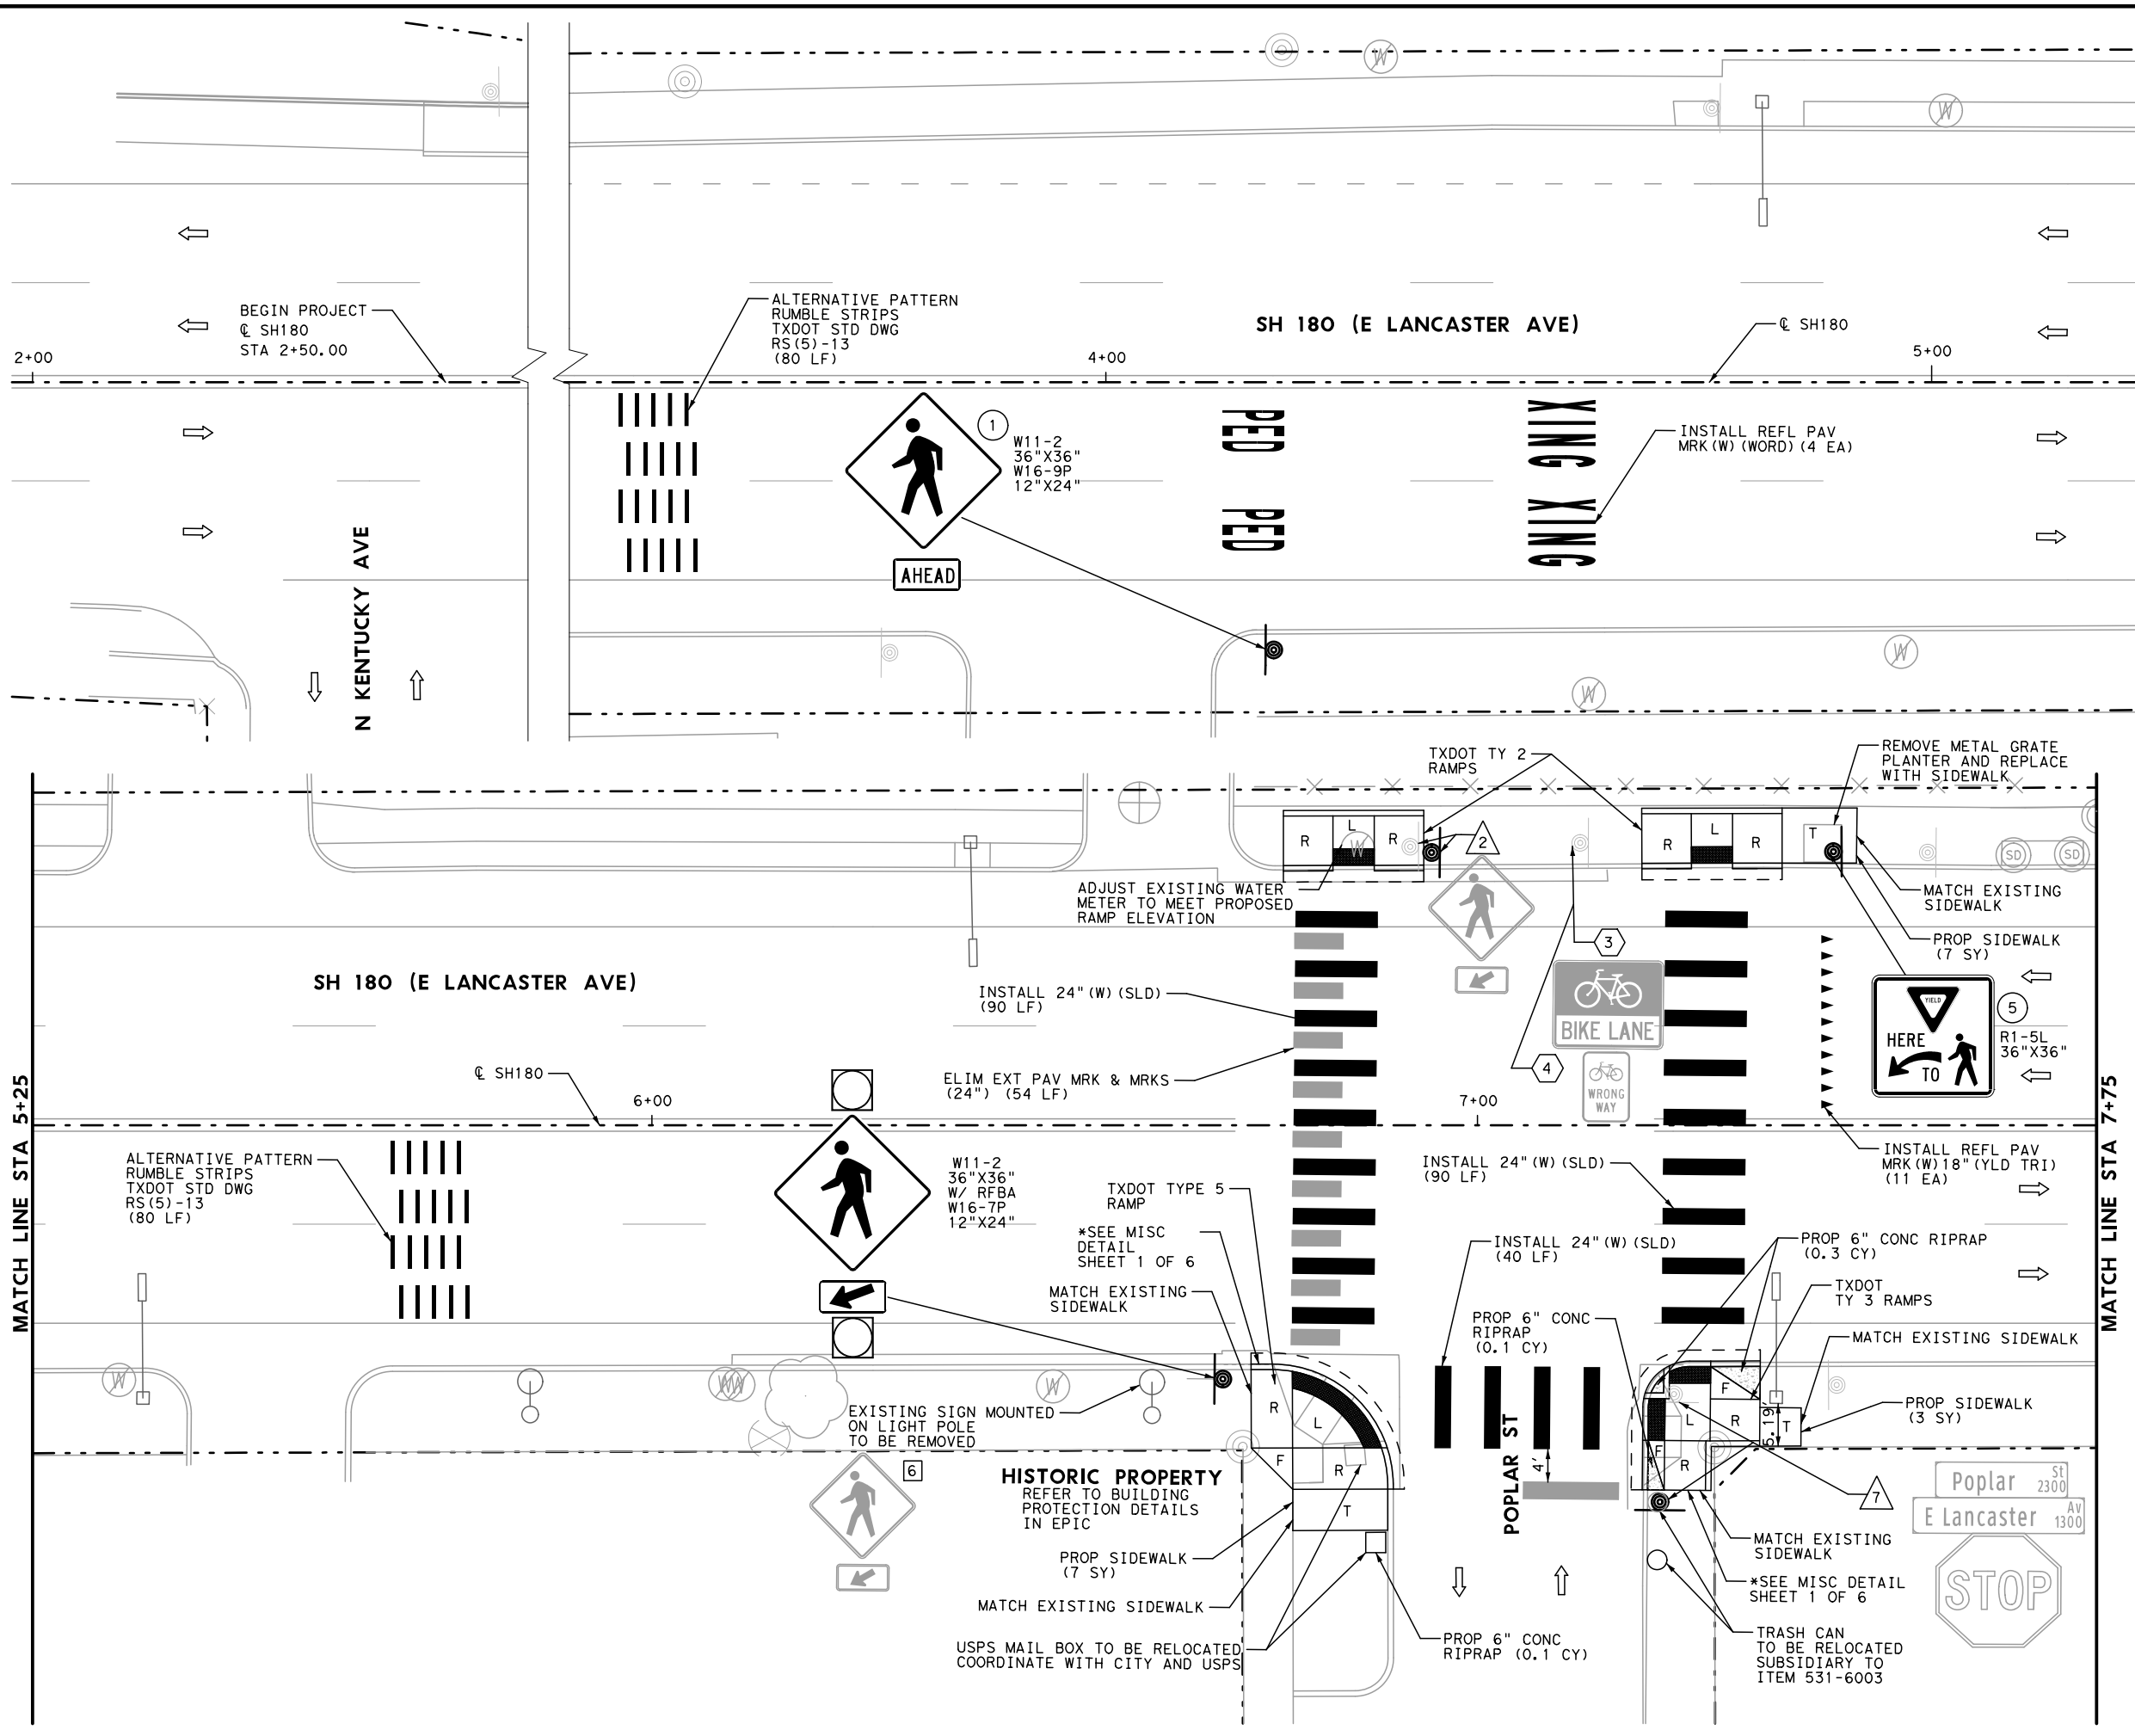 BEGIN PROJECT
℄ SH180
STA 2+50.00
2+00
ALTERNATIVE PATTERN
RUMBLE STRIPS
TXDOT STD DWG
RS(5)-13
(80 LF)
4+00
SH 180 (E LANCASTER AVE)
℄ SH180
5+00
1
W11-2
36"X36"
W16-9P
12"X24"
AHEAD
PED
PED
XING
XING
INSTALL REFL PAV
MRK(W)(WORD)(4 EA)
N KENTUCKY AVE
W
W
W
W
TXDOT TY 2
RAMPS
REMOVE METAL GRATE
PLANTER AND REPLACE
WITH SIDEWALK
R
L
R
W
2
R
L
R
T
SD
SD
ADJUST EXISTING WATER
METER TO MEET PROPOSED
RAMP ELEVATION
MATCH EXISTING
SIDEWALK
3
PROP SIDEWALK
(7 SY)
SH 180 (E LANCASTER AVE)
INSTALL 24"(W)(SLD)
(90 LF)
BIKE LANE
YIELD
HERE
TO
5
R1-5L
36"X36"
4
WRONG
WAY
℄ SH180
ELIM EXT PAV MRK & MRKS
(24") (54 LF)
6+00
7+00
MATCH LINE STA 5+25
MATCH LINE STA 7+75
ALTERNATIVE PATTERN
RUMBLE STRIPS
TXDOT STD DWG
RS(5)-13
(80 LF)
W11-2
36"X36"
W/ RFBA
W16-7P
12"X24"
TXDOT TYPE 5
RAMP
*SEE MISC
DETAIL
SHEET 1 OF 6
MATCH EXISTING
SIDEWALK
INSTALL 24"(W)(SLD)
(90 LF)
INSTALL REFL PAV
MRK(W)18"(YLD TRI)
(11 EA)
INSTALL 24"(W)(SLD)
(40 LF)
PROP 6" CONC RIPRAP
(0.3 CY)
TXDOT
TY 3 RAMPS
PROP 6" CONC
RIPRAP
(0.1 CY)
MATCH EXISTING SIDEWALK
W
W
W
W
EXISTING SIGN MOUNTED
ON LIGHT POLE
TO BE REMOVED
R
L
F
R
T
F
L
R
T
5.19'
F
R
PROP SIDEWALK
(3 SY)
6
HISTORIC PROPERTY
REFER TO BUILDING
PROTECTION DETAILS
IN EPIC
POPLAR ST
4'
7
Poplar St
2300
E Lancaster Av
1300
STOP
PROP SIDEWALK
(7 SY)
MATCH EXISTING
SIDEWALK
*SEE MISC DETAIL
SHEET 1 OF 6
MATCH EXISTING SIDEWALK
USPS MAIL BOX TO BE RELOCATED
COORDINATE WITH CITY AND USPS
PROP 6" CONC
RIPRAP (0.1 CY)
TRASH CAN
TO BE RELOCATED
SUBSIDIARY TO
ITEM 531-6003